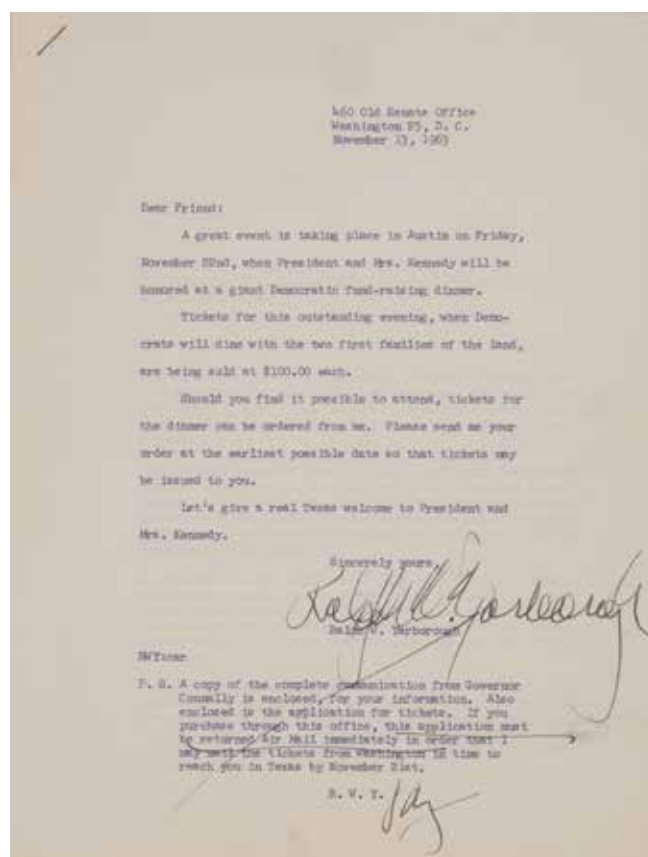 460 Old Senate Office
Washington 25, D. C.
November 13, 1963
Dear Friend:
A great event is taking place in Austin on Friday,
November 22nd, when President and Mrs. Kennedy will be
honored at a giant Democratic fund-raising dinner.
Tickets for this outstanding evening, when Demo-
crats will dine with the two first families of the land,
are being sold at $100.00 each.
Should you find it possible to attend, tickets for
the dinner can be ordered from me. Please send me your
order at the earliest possible date so that tickets may
be issued to you.
Let's give a real Texas welcome to President and
Mrs. Kennedy.
Sincerely yours,
Ralph W. Yarborough
Ralph W. Yarborough
P. S. A copy of the complete communication from Governor
Connally is enclosed, for your information. Also
enclosed is the application for tickets. If you
purchase through this office, this application must
be returned Air Mail immediately in order that I
may mail the tickets from Washington in time to
reach you in Texas by November 21st.
R. W. Y.